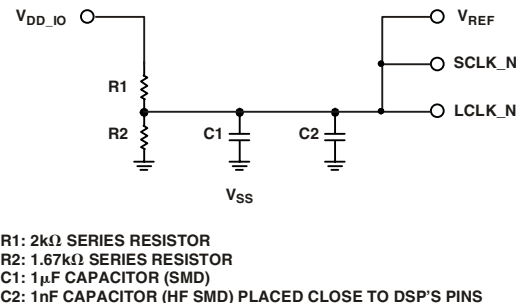 V_DD_IO
V_REF
SCLK_N
R1
LCLK_N
R2
C1
C2
V_SS
R1: 2kΩ SERIES RESISTOR
R2: 1.67kΩ SERIES RESISTOR
C1: 1μF CAPACITOR (SMD)
C2: 1nF CAPACITOR (HF SMD) PLACED CLOSE TO DSP'S PINS